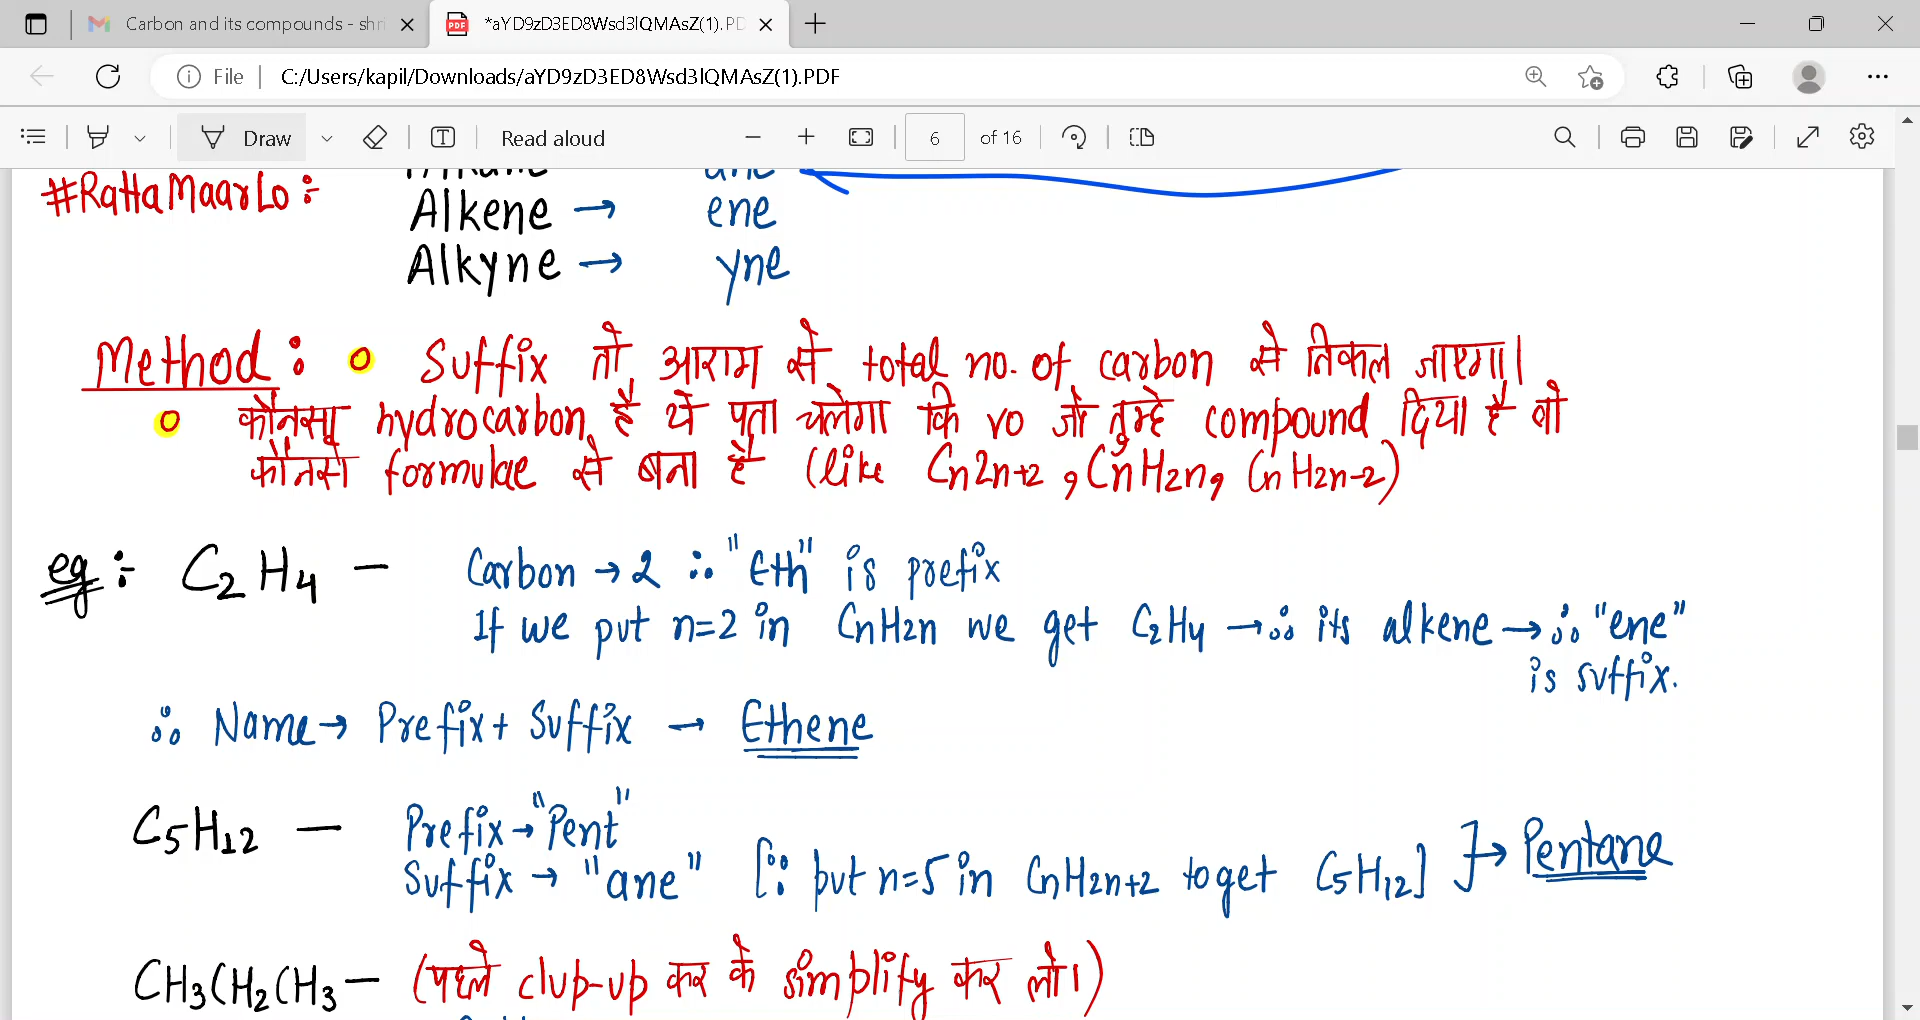 Carbon and its compounds - shri
*aYD9zD3ED8Wsd3lQMAsZ(1).PD
File | C:/Users/kapil/Downloads/aYD9zD3ED8Wsd3lQMAsZ(1).PDF
Draw
Read aloud
6 of 16
#RattaMaarLo :-
Alkane ane
Alkene → ene
Alkyne → yne
Method : o Suffix तो आराम से total no. of carbon से निकल जाएगा।
o कौनसा hydrocarbon है ये पता चलेगा कि vo जो तुम्हे compound दिया है वो
कौनसे formulae से बना है (like Cn2n+2, CnH2n, CnH2n-2)
eg :- C2H4 - Carbon → 2 ∴ "Eth" is prefix
If we put n=2 in CnH2n we get C2H4 → ∴ its alkene → ∴ "ene"
is suffix.
∴ Name → Prefix + Suffix → Ethene
C5H12 - Prefix → "Pent"
Suffix → "ane" [∵ put n=5 in CnH2n+2 to get C5H12] } → Pentane
CH3CH2CH3 - (पहले club-up कर के simplify कर लो।)